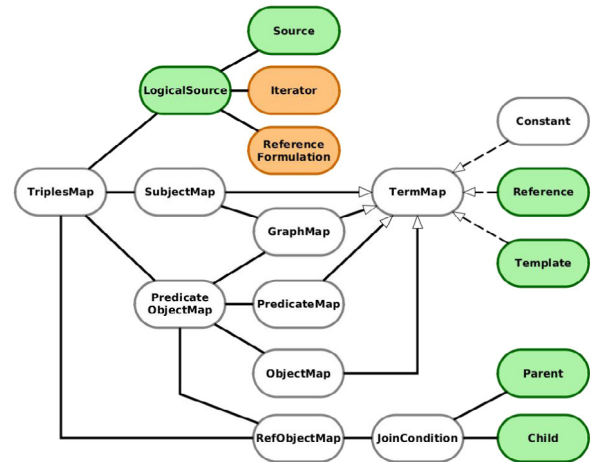 Source
LogicalSource
Iterator
Reference
Formulation
Constant
TriplesMap
SubjectMap
TermMap
Reference
GraphMap
Template
Predicate
ObjectMap
PredicateMap
ObjectMap
Parent
RefObjectMap
JoinCondition
Child